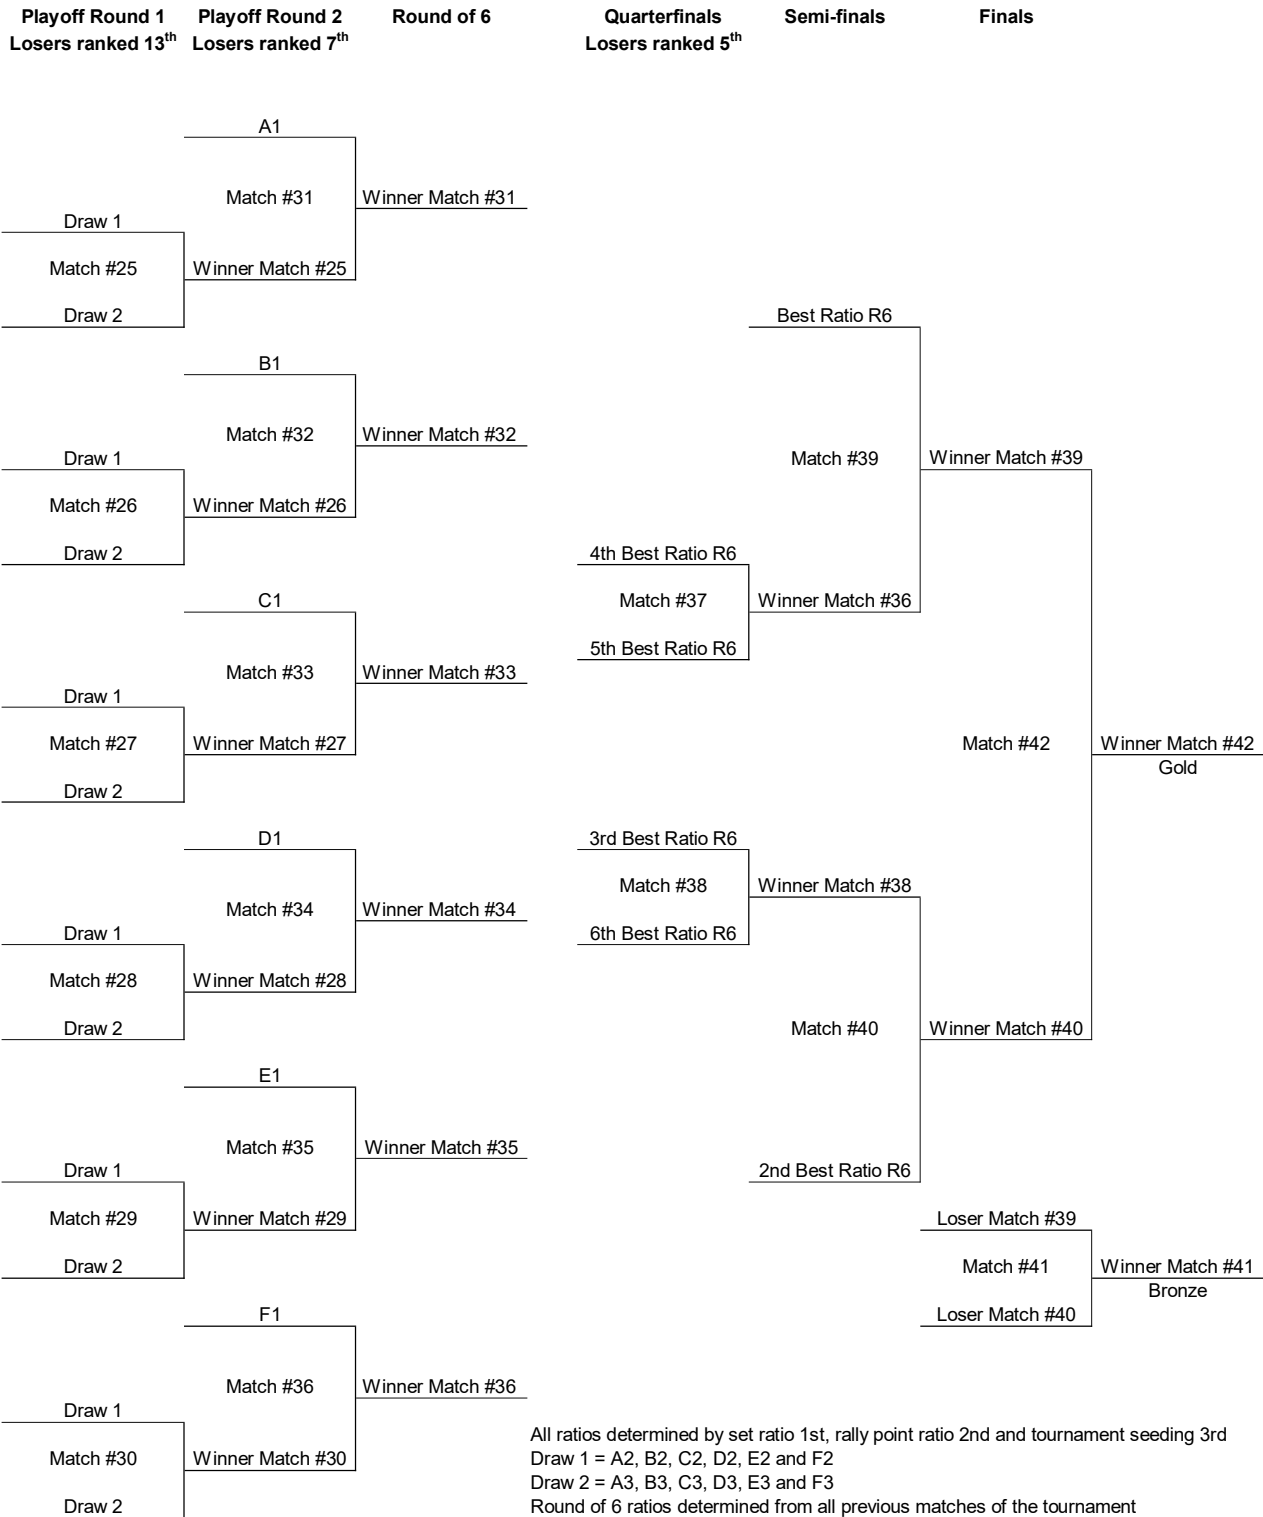 Playoff Round 1 Playoff Round 2 Round of 6 Quarterfinals Semi-finals Finals
Losers ranked 13th Losers ranked 7th Losers ranked 5th
A1
Match #31 Winner Match #31
Draw 1
Match #25 Winner Match #25
Draw 2 Best Ratio R6
B1
Match #32 Winner Match #32
Draw 1 Match #39 Winner Match #39
Match #26 Winner Match #26
Draw 2 4th Best Ratio R6
C1 Match #37 Winner Match #36
5th Best Ratio R6
Match #33 Winner Match #33
Draw 1
Match #27 Winner Match #27 Match #42 Winner Match #42
Gold
Draw 2
D1 3rd Best Ratio R6
Match #38 Winner Match #38
Match #34 Winner Match #34
Draw 1 6th Best Ratio R6
Match #28 Winner Match #28
Draw 2 Match #40 Winner Match #40
E1
Match #35 Winner Match #35
Draw 1 2nd Best Ratio R6
Match #29 Winner Match #29 Loser Match #39
Draw 2 Match #41 Winner Match #41
Bronze
F1 Loser Match #40
Match #36 Winner Match #36
Draw 1
All ratios determined by set ratio 1st, rally point ratio 2nd and tournament seeding 3rd
Match #30 Winner Match #30 Draw 1 = A2, B2, C2, D2, E2 and F2
Draw 2 = A3, B3, C3, D3, E3 and F3
Draw 2 Round of 6 ratios determined from all previous matches of the tournament